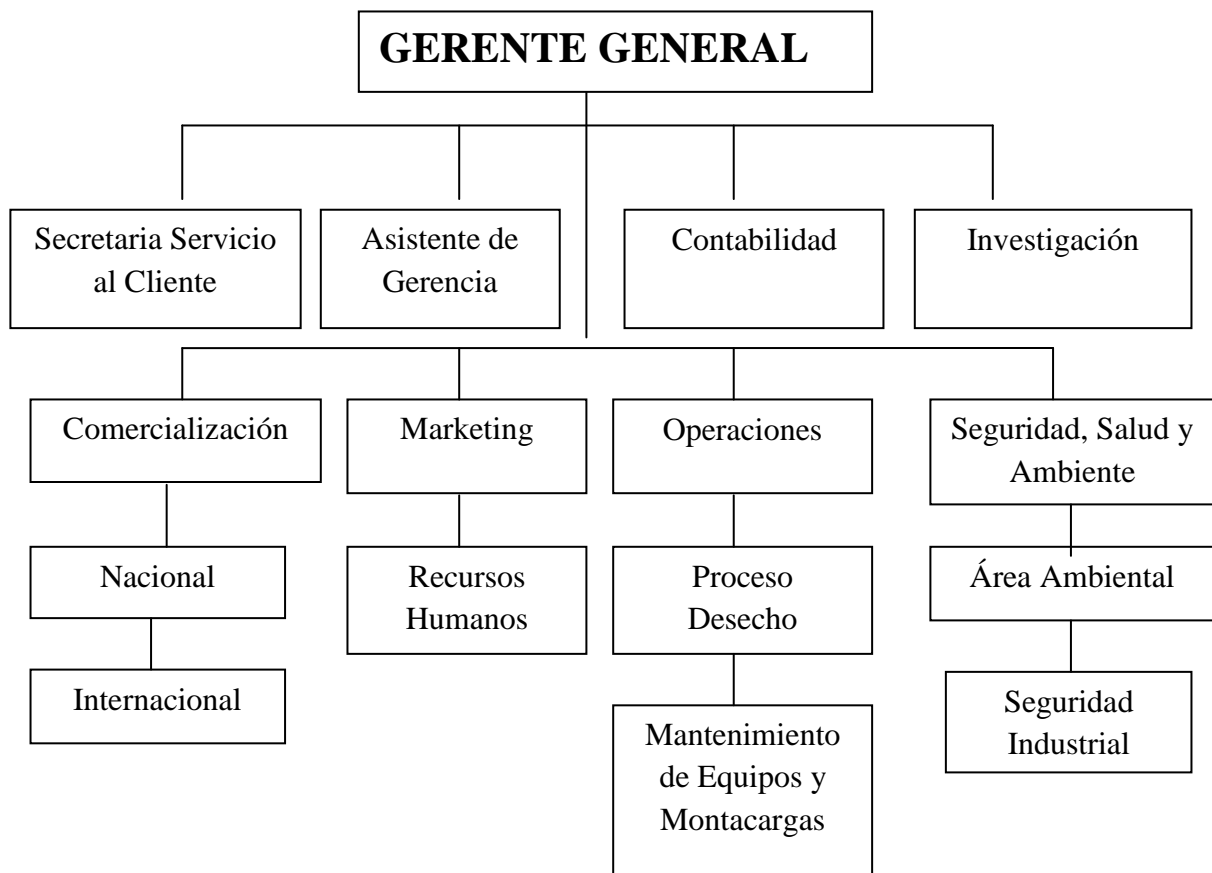 GERENTE GENERAL
Secretaria Servicio
al Cliente
Asistente de
Gerencia
Contabilidad
Investigación
Comercialización
Marketing
Operaciones
Seguridad, Salud y
Ambiente
Nacional
Recursos
Humanos
Proceso
Desecho
Área Ambiental
Internacional
Seguridad
Industrial
Mantenimiento
de Equipos y
Montacargas